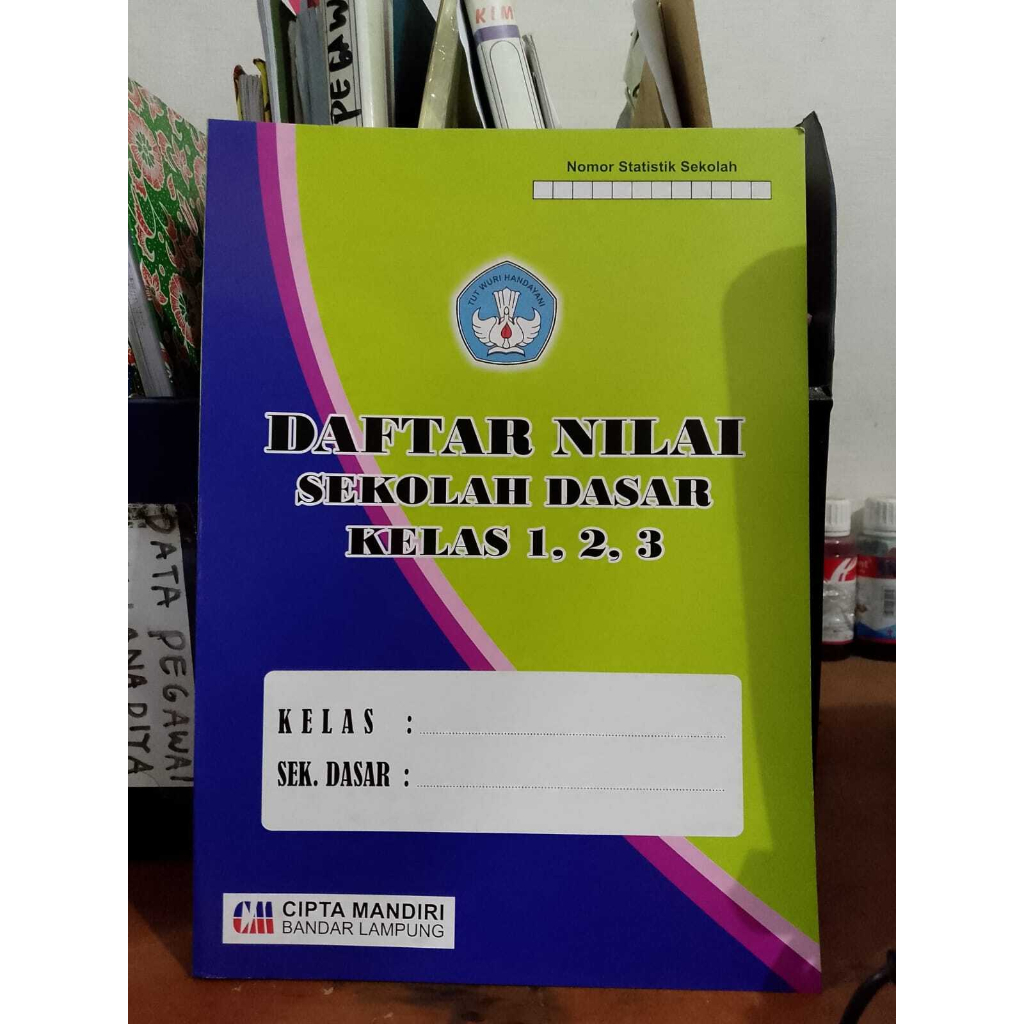 KIM
PEGAW
Nomor Statistik Sekolah
TUT WURI HANDAYANI
DAFTAR NILAI
SEKOLAH DASAR
KELAS 1, 2, 3
KELAS :
SEK. DASAR :
CM CIPTA MANDIRI
BANDAR LAMPUNG
DATA PEGAWAI